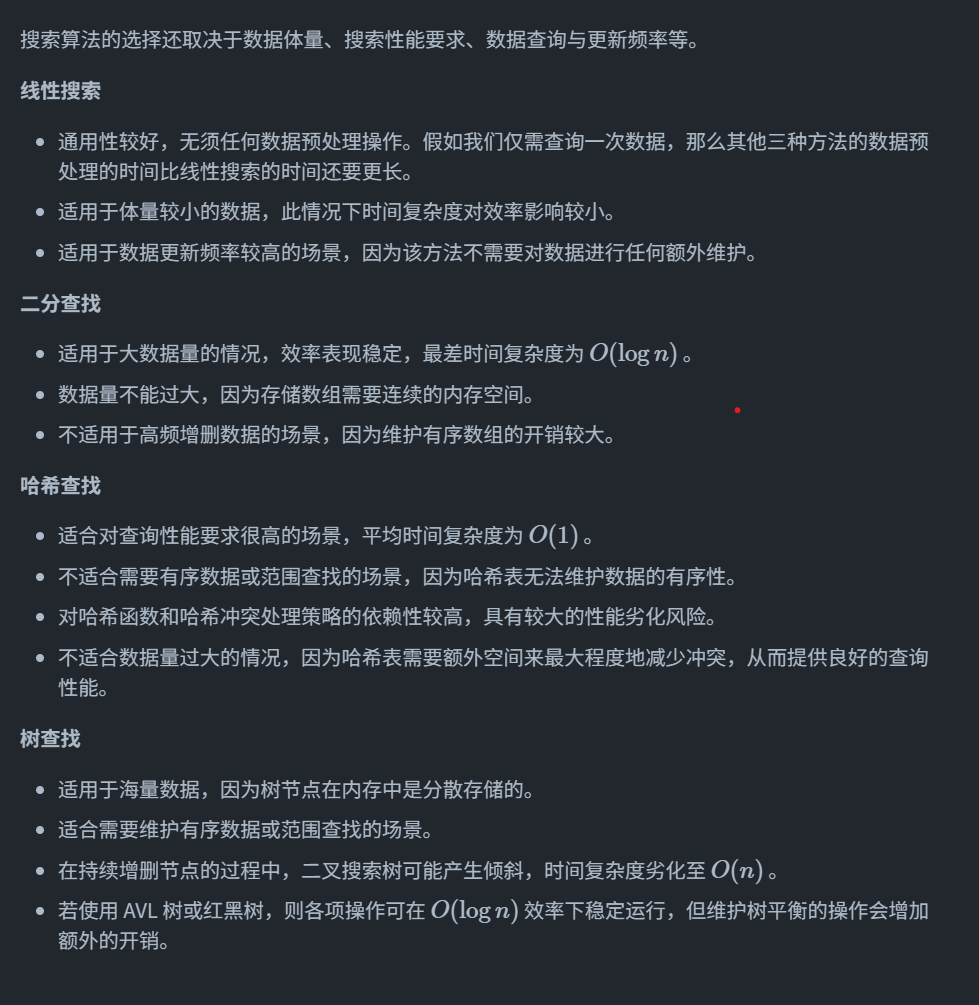 搜索算法的选择还取决于数据体量、搜索性能要求、数据查询与更新频率等。
线性搜索
• 通用性较好，无须任何数据预处理操作。假如我们仅需查询一次数据，那么其他三种方法的数据预
处理的时间比线性搜索的时间还要更长。
• 适用于体量较小的数据，此情况下时间复杂度对效率影响较小。
• 适用于数据更新频率较高的场景，因为该方法不需要对数据进行任何额外维护。
二分查找
• 适用于大数据量的情况，效率表现稳定，最差时间复杂度为 O(log n) 。
• 数据量不能过大，因为存储数组需要连续的内存空间。
• 不适用于高频增删数据的场景，因为维护有序数组的开销较大。
哈希查找
• 适合对查询性能要求很高的场景，平均时间复杂度为 O(1) 。
• 不适合需要有序数据或范围查找的场景，因为哈希表无法维护数据的有序性。
• 对哈希函数和哈希冲突处理策略的依赖性较高，具有较大的性能劣化风险。
• 不适合数据量过大的情况，因为哈希表需要额外空间来最大程度地减少冲突，从而提供良好的查询
性能。
树查找
• 适用于海量数据，因为树节点在内存中是分散存储的。
• 适合需要维护有序数据或范围查找的场景。
• 在持续增删节点的过程中，二叉搜索树可能产生倾斜，时间复杂度劣化至 O(n) 。
• 若使用 AVL 树或红黑树，则各项操作可在 O(log n) 效率下稳定运行，但维护树平衡的操作会增加
额外的开销。